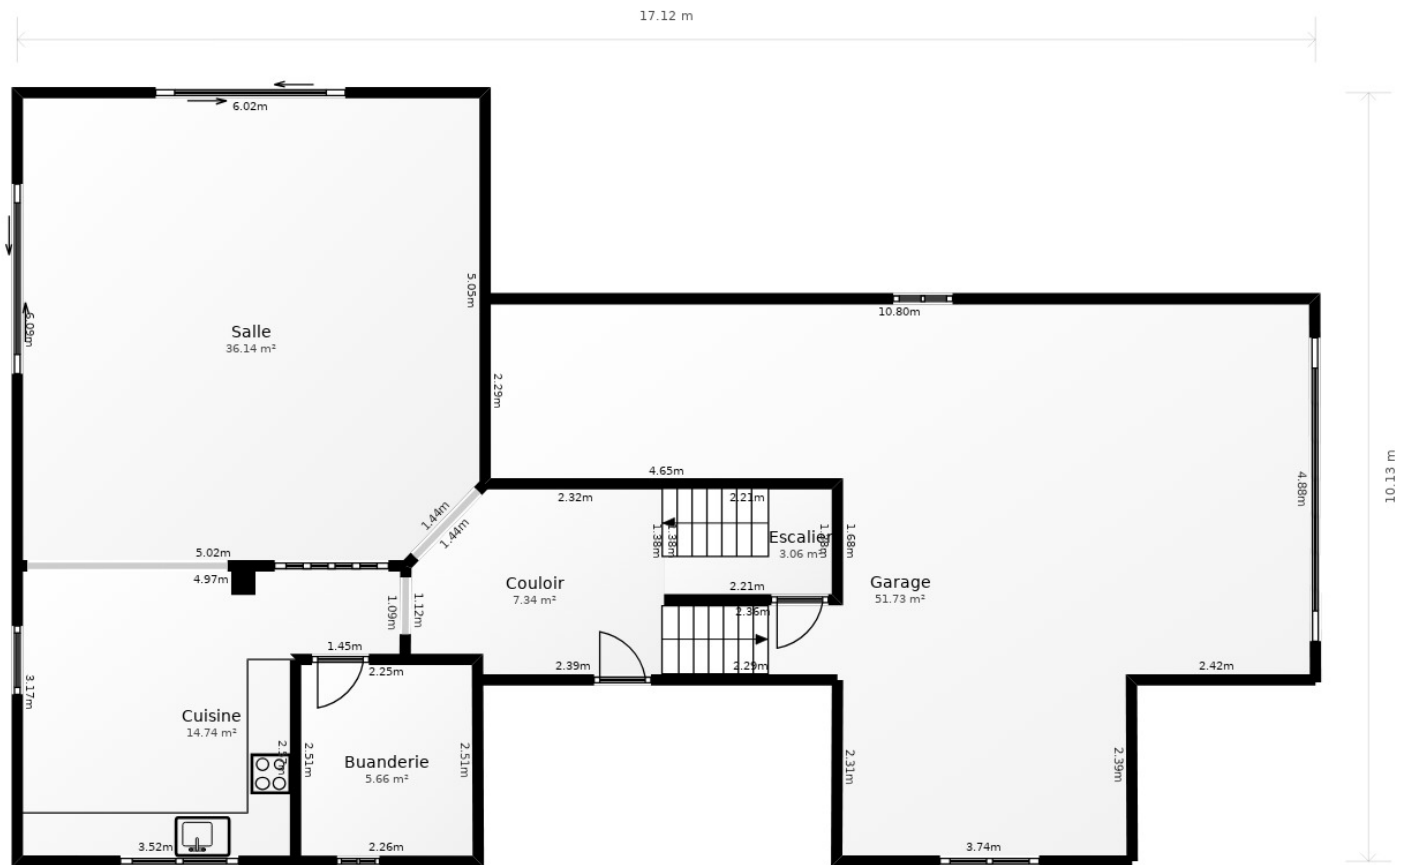 17.12 m
6.02m
5.05m
6.09m
Salle
36.14 m²
10.80m
2.29m
4.65m
10.13 m
4.88m
2.32m
2.21m
1.44m
1.44m
1.38m
1.38m
Escalier
3.06 m²
1.68m
5.02m
4.97m
Couloir
7.34 m²
2.21m
Garage
51.73 m²
1.09m
1.12m
2.36m
1.45m
2.25m
2.39m
2.29m
2.42m
3.17m
Cuisine
14.74 m²
2.51m
Buanderie
5.66 m²
2.51m
2.31m
2.39m
3.52m
2.26m
3.74m